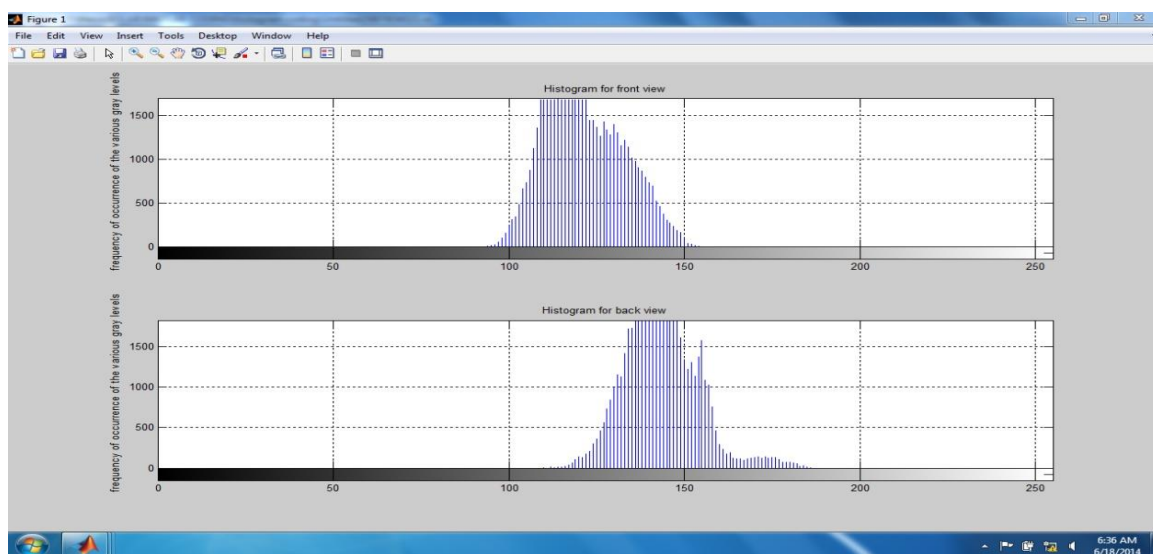 Figure 1
File Edit View Insert Tools Desktop Window Help
Histogram for front view
frequency of occurrence of the various gray levels
1500
1000
500
0
0 50 100 150 200 250
Histogram for back view
frequency of occurrence of the various gray levels
1500
1000
500
0
0 50 100 150 200 250
6:36 AM
6/18/2014